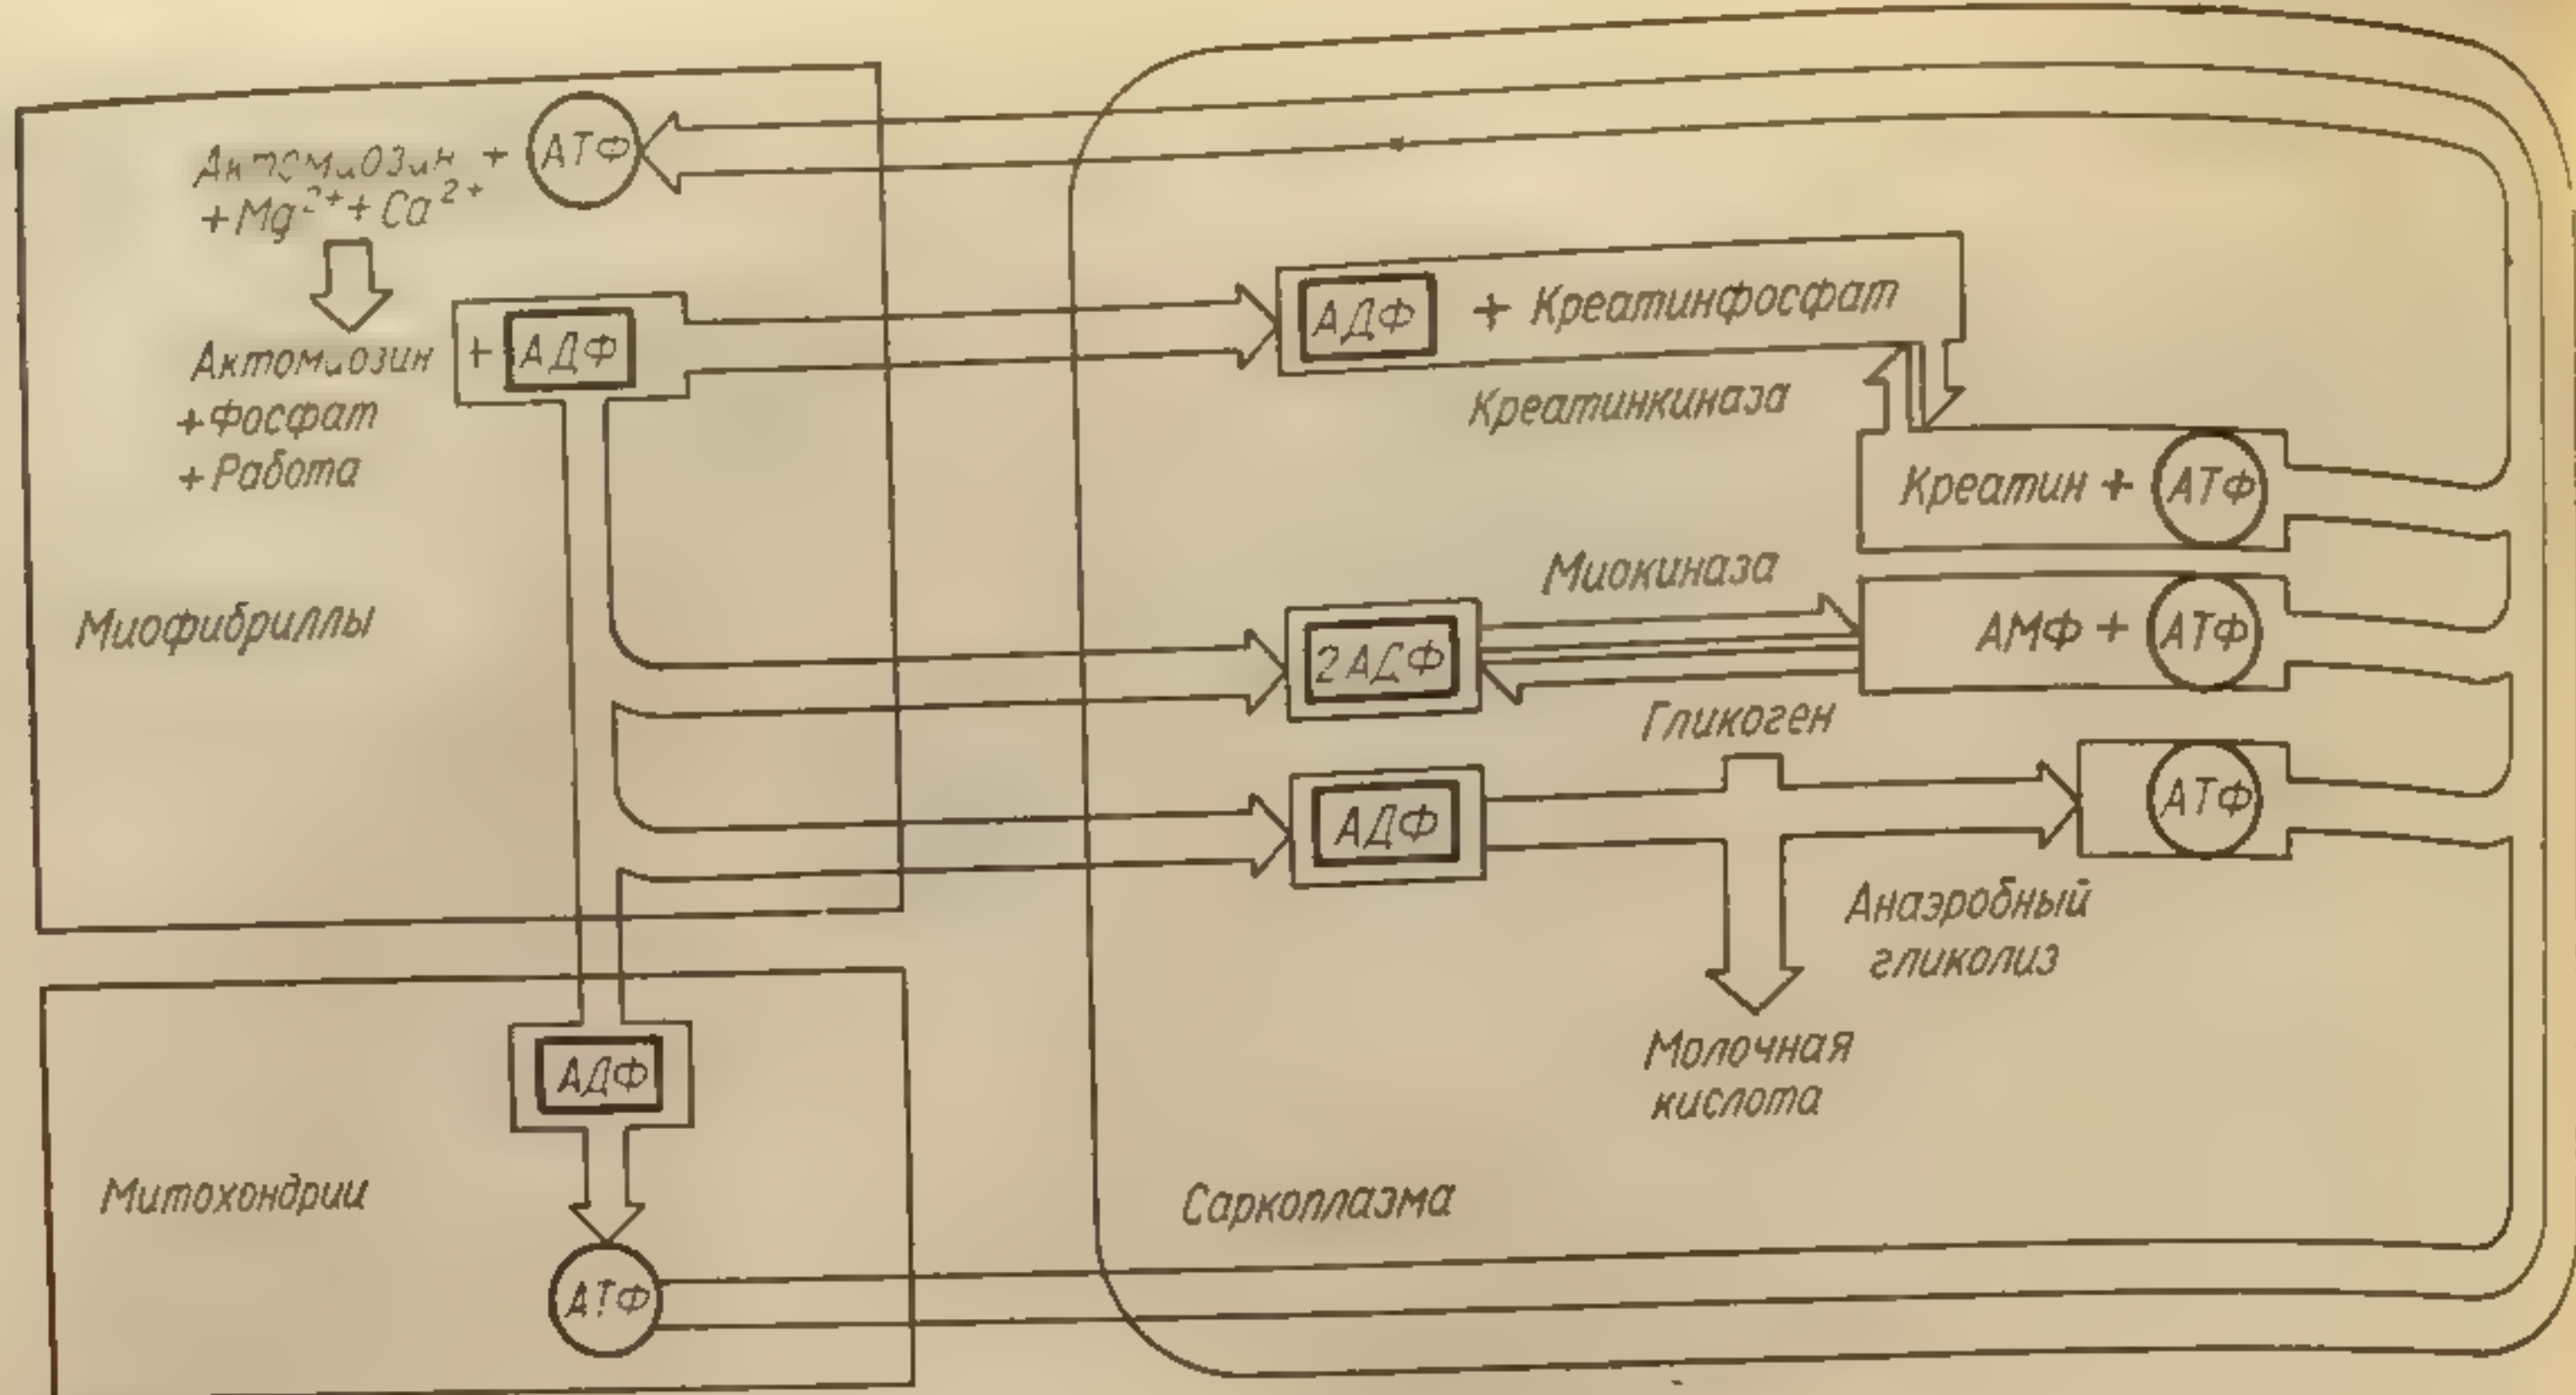 Актомиозин + АТФ
+ Mg²⁺ + Ca²⁺
Актомиозин + АДФ
+ Фосфат
+ Работа
Миофибриллы
АДФ
Митохондрии
АТФ
АДФ + Креатинфосфат
Креатинкиназа
Креатин + АТФ
Миокиназа
2АДФ
АМФ + АТФ
Гликоген
АДФ
АТФ
Анаэробный
гликолиз
Молочная
кислота
Саркоплазма